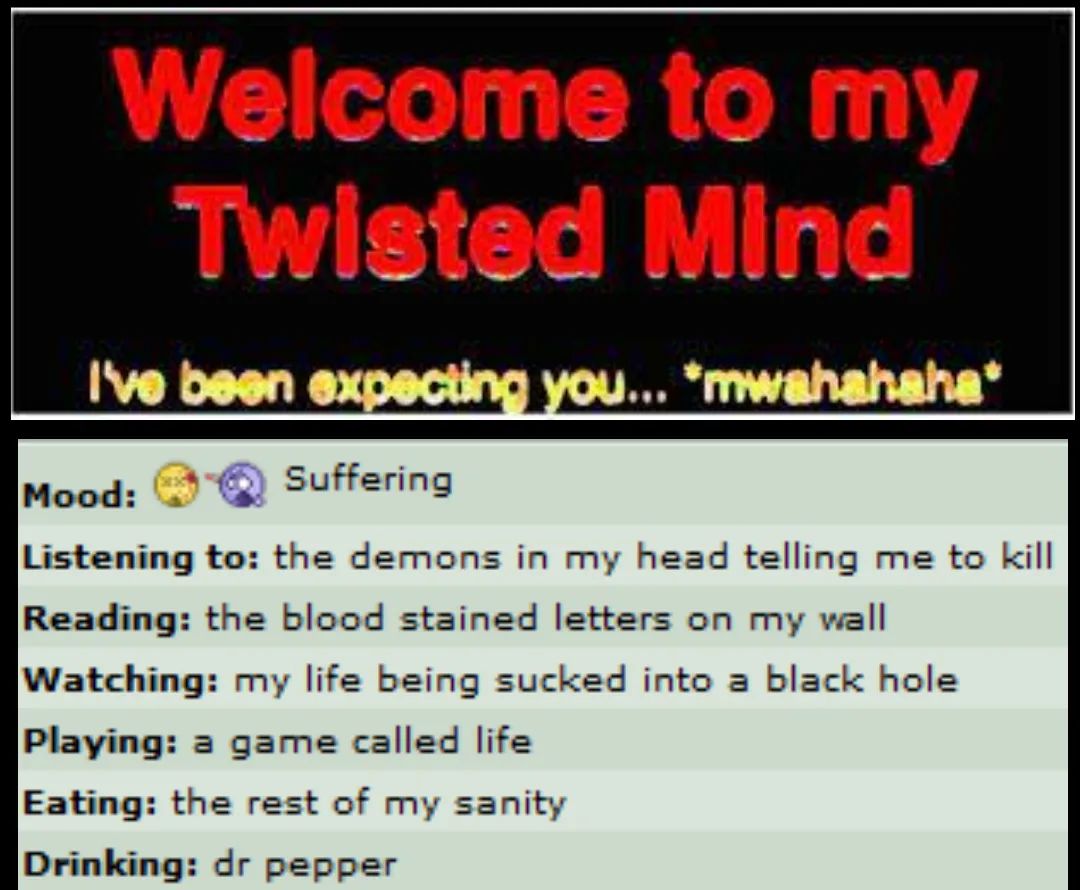 Welcome to my
Twisted Mind
I've been expecting you... *mwahahaha*
Mood: Suffering
Listening to: the demons in my head telling me to kill
Reading: the blood stained letters on my wall
Watching: my life being sucked into a black hole
Playing: a game called life
Eating: the rest of my sanity
Drinking: dr pepper